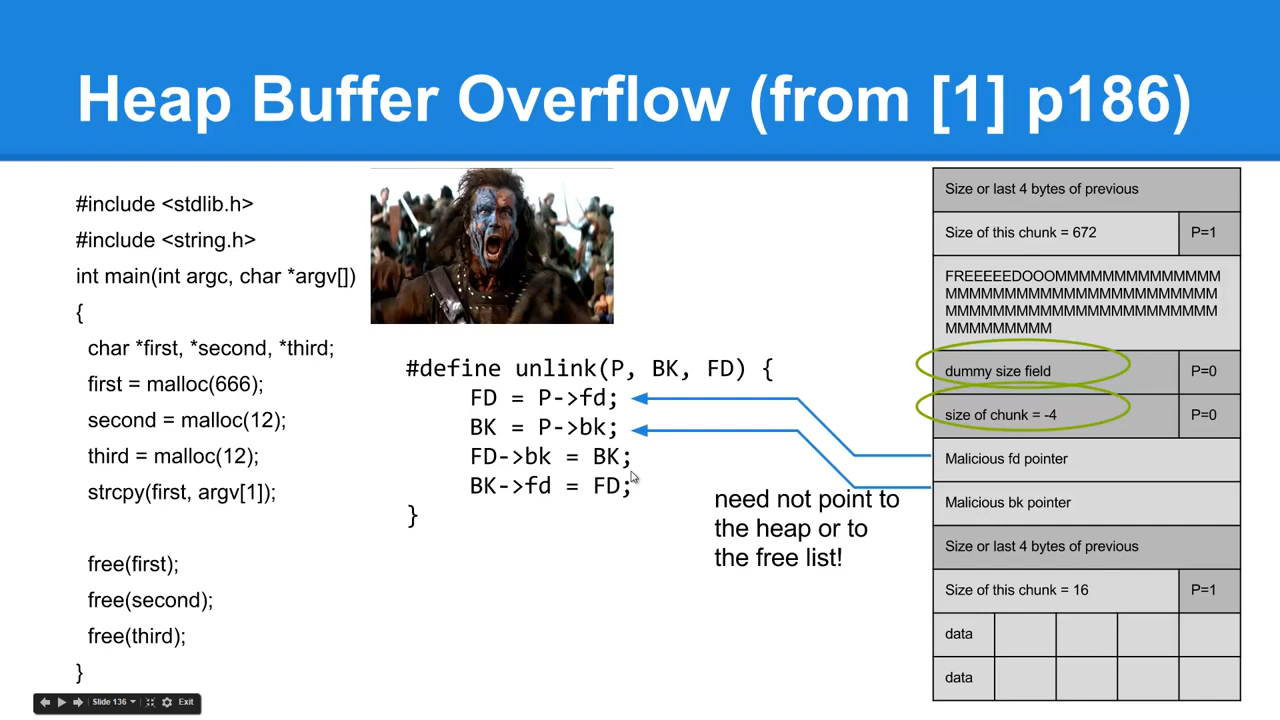 Heap Buffer Overflow (from [1] p186)
#include <stdlib.h>
#include <string.h>
int main(int argc, char *argv[])
{
char *first, *second, *third;
first = malloc(666);
second = malloc(12);
third = malloc(12);
strcpy(first, argv[1]);
free(first);
free(second);
free(third);
}
#define unlink(P, BK, FD) {
FD = P->fd;
BK = P->bk;
FD->bk = BK;
BK->fd = FD;
}
need not point to
the heap or to
the free list!
Size or last 4 bytes of previous
Size of this chunk = 672 P=1
FREEEEEDOOOMMMMMMMMMMMMMM
MMMMMMMMMMMMMMMMMMMMMMMM
MMMMMMMMMMMMMMMMMMMMMMMM
MMMMMMMMM
dummy size field P=0
size of chunk = -4 P=0
Malicious fd pointer
Malicious bk pointer
Size or last 4 bytes of previous
Size of this chunk = 16 P=1
data
data
Slide 136 Exit